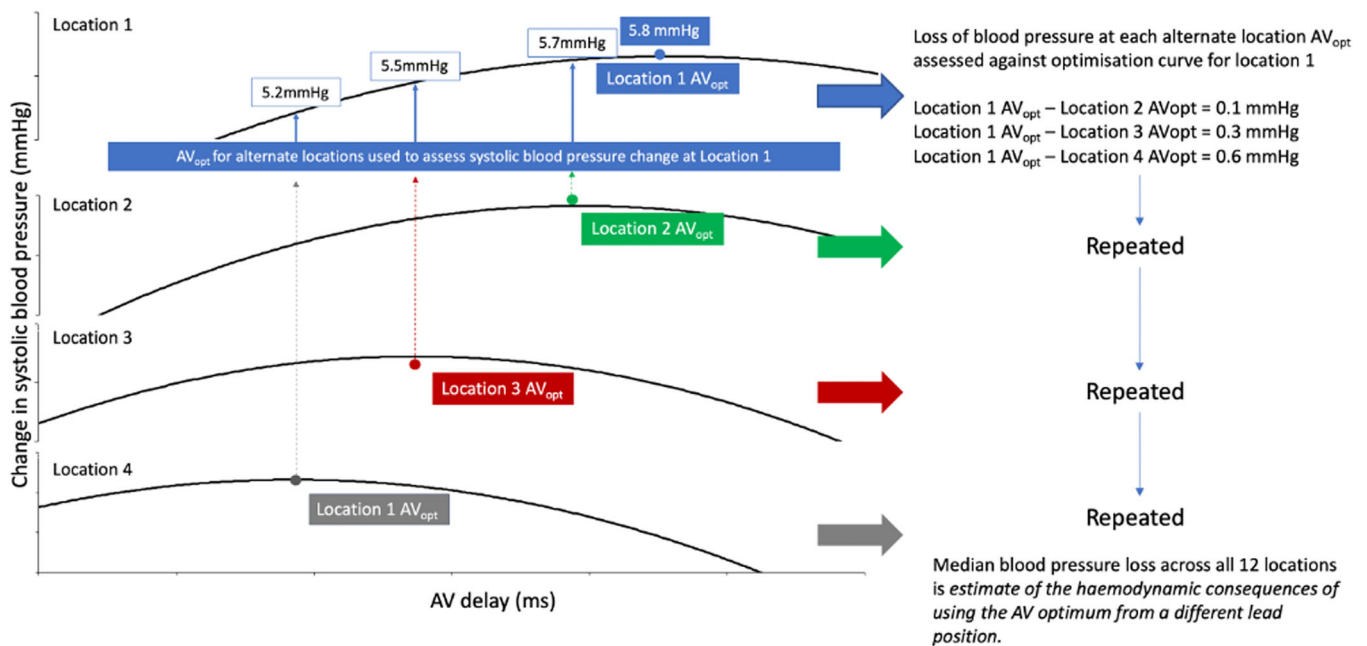 Change in systolic blood pressure (mmHg)
Location 1
5.2mmHg
5.5mmHg
5.7mmHg
5.8 mmHg
Location 1 AVopt
AVopt for alternate locations used to assess systolic blood pressure change at Location 1
Location 2
Location 2 AVopt
Location 3
Location 3 AVopt
Location 4
Location 1 AVopt
AV delay (ms)
Loss of blood pressure at each alternate location AVopt
assessed against optimisation curve for location 1
Location 1 AVopt – Location 2 AVopt = 0.1 mmHg
Location 1 AVopt – Location 3 AVopt = 0.3 mmHg
Location 1 AVopt – Location 4 AVopt = 0.6 mmHg
Repeated
Repeated
Repeated
Median blood pressure loss across all 12 locations
is estimate of the haemodynamic consequences of
using the AV optimum from a different lead
position.